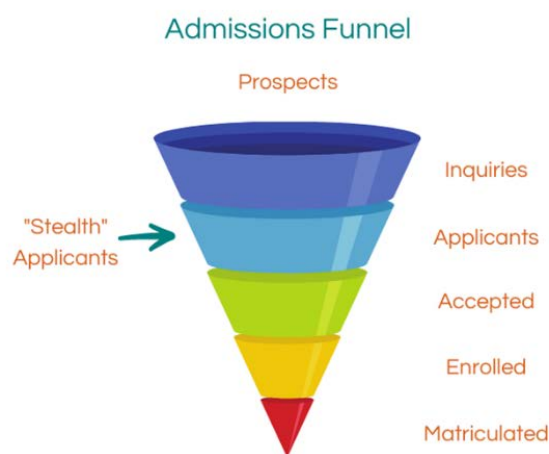 Admissions Funnel
Prospects
Inquiries
"Stealth"
Applicants
Applicants
Accepted
Enrolled
Matriculated